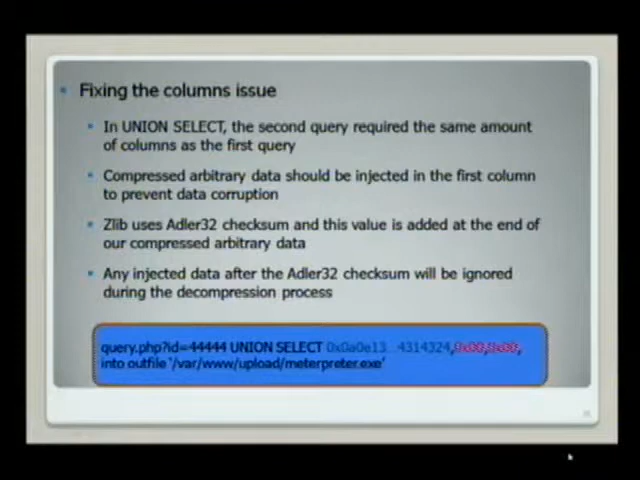 Fixing the columns issue
In UNION SELECT, the second query required the same amount
of columns as the first query
Compressed arbitrary data should be injected in the first column
to prevent data corruption
Zlib uses Adler32 checksum and this value is added at the end of
our compressed arbitrary data
Any injected data after the Adler32 checksum will be ignored
during the decompression process
query.php?id=44444 UNION SELECT 0x0a0e13...4314324,0x00,0x00,
into outfile '/var/www/upload/meterpreter.exe'